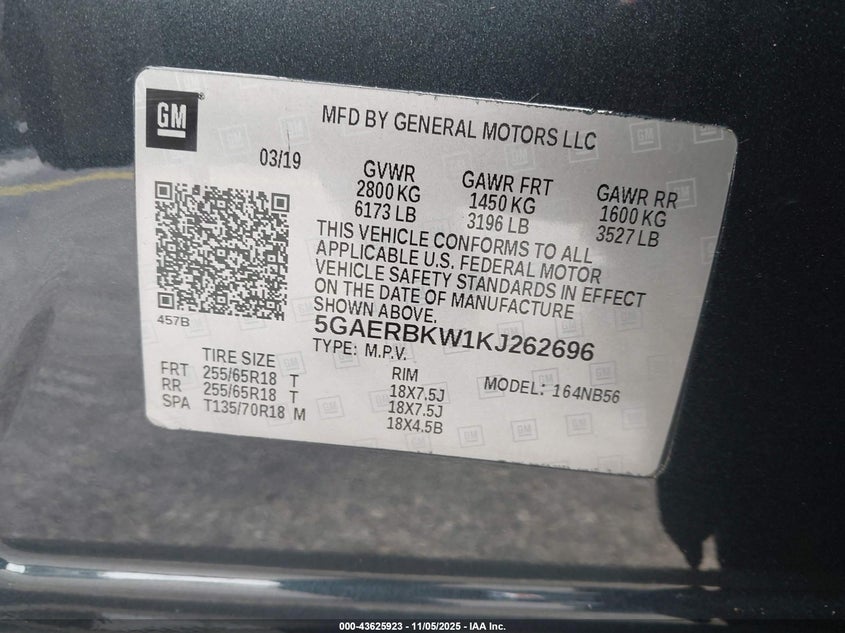 GM
MFD BY GENERAL MOTORS LLC
03/19
GVWR
2800 KG
6173 LB
GAWR FRT
1450 KG
3196 LB
GAWR RR
1600 KG
3527 LB
THIS VEHICLE CONFORMS TO ALL
APPLICABLE U.S. FEDERAL MOTOR
VEHICLE SAFETY STANDARDS IN EFFECT
ON THE DATE OF MANUFACTURE
SHOWN ABOVE.
457B
5GAERBKW1KJ262696
TYPE: M.P.V.
MODEL: 164NB56
TIRE SIZE RIM
FRT 255/65R18 T 18X7.5J
RR 255/65R18 T 18X7.5J
SPA T135/70R18 M 18X4.5B
000-43625923 - 11/05/2025 - IAA Inc.